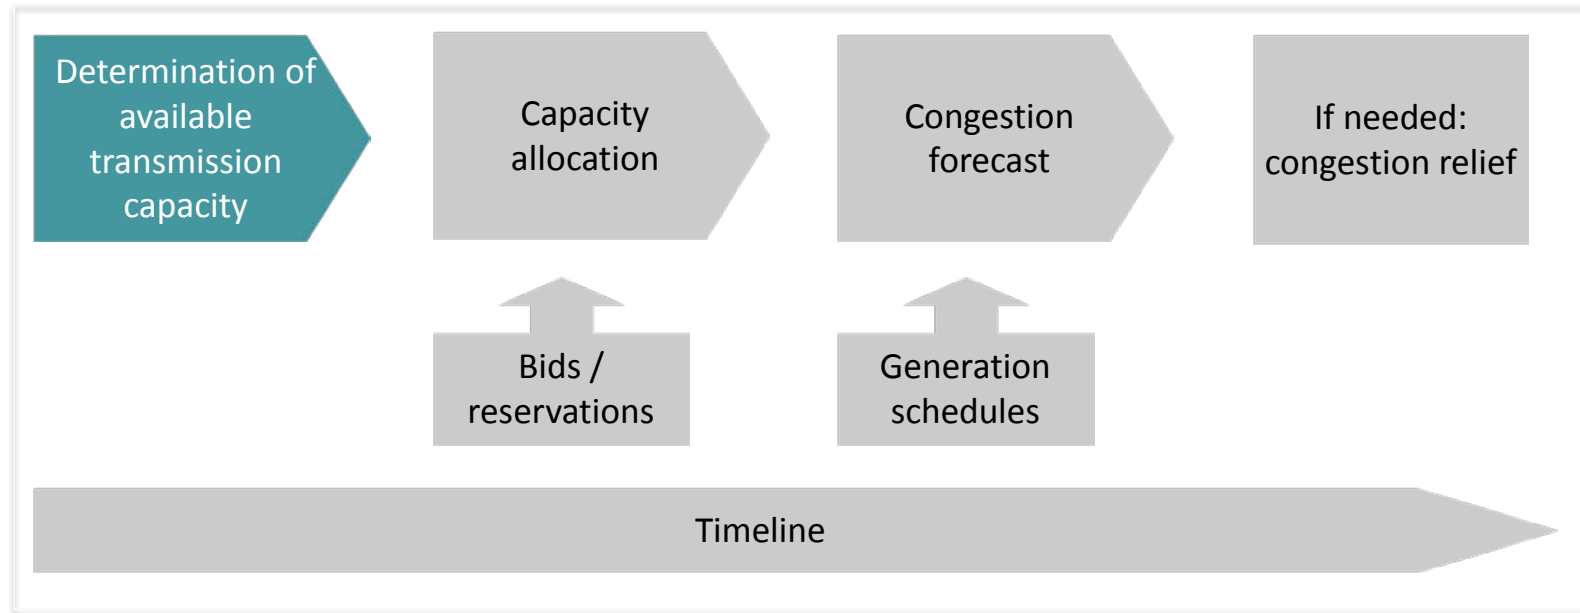 Determination of
available
transmission
capacity
Capacity
allocation
Congestion
forecast
If needed:
congestion relief
Bids /
reservations
Generation
schedules
Timeline